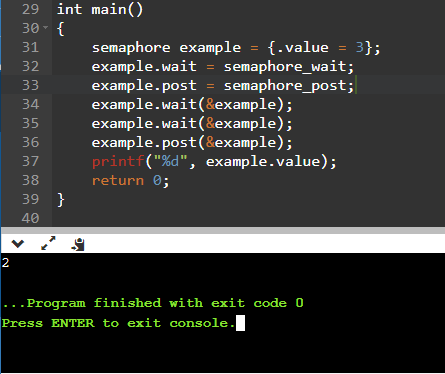 29 int main()
30 {
31 semaphore example = {.value = 3};
32 example.wait = semaphore_wait;
33 example.post = semaphore_post;
34 example.wait(&example);
35 example.wait(&example);
36 example.post(&example);
37 printf("%d", example.value);
38 return 0;
39 }
40
2
...Program finished with exit code 0
Press ENTER to exit console.